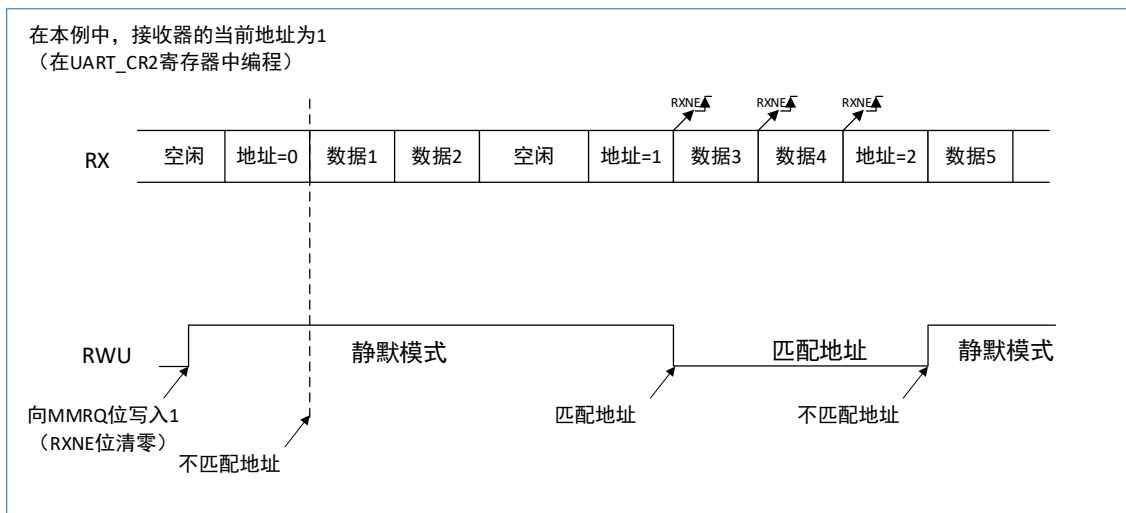 在本例中，接收器的当前地址为1
（在UART_CR2寄存器中编程）
RXNE RXNE RXNE
RX 空闲 地址=0 数据1 数据2 空闲 地址=1 数据3 数据4 地址=2 数据5
RWU 静默模式 匹配地址 静默模式
向MMRQ位写入1
（RXNE位清零）
不匹配地址
匹配地址
不匹配地址